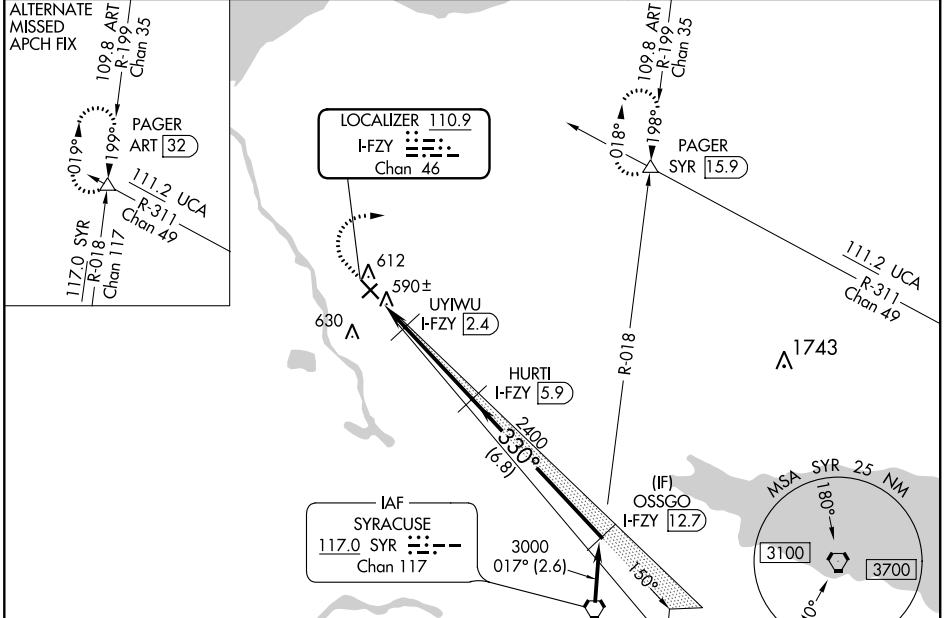 ALTERNATE
MISSED
APCH FIX
109.8 ART
R-199
Chan 35
019°
199°
PAGER
ART 32
111.2 UCA
R-311
Chan 49
117.0 SYR
R-018
Chan 117
LOCALIZER 110.9
I-FZY
Chan 46
109.8 ART
R-199
Chan 35
018°
198°
PAGER
SYR 15.9
111.2 UCA
R-311
Chan 49
612
590±
630
UYIWU
I-FZY 2.4
R-018
1743
HURTI
I-FZY 5.9
2400
330°
(6.8)
(IF)
OSSGO
I-FZY 12.7
IAF
SYRACUSE
117.0 SYR
Chan 117
3000
017° (2.6)
150°
MSA SYR 25 NM
180°
3100
3700